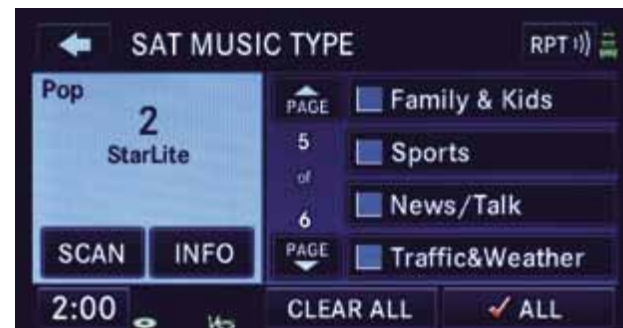 SAT MUSIC TYPE
RPT
Pop
2
StarLite
SCAN
INFO
PAGE
5
of
6
PAGE
Family & Kids
Sports
News/Talk
Traffic&Weather
2:00
CLEAR ALL
ALL